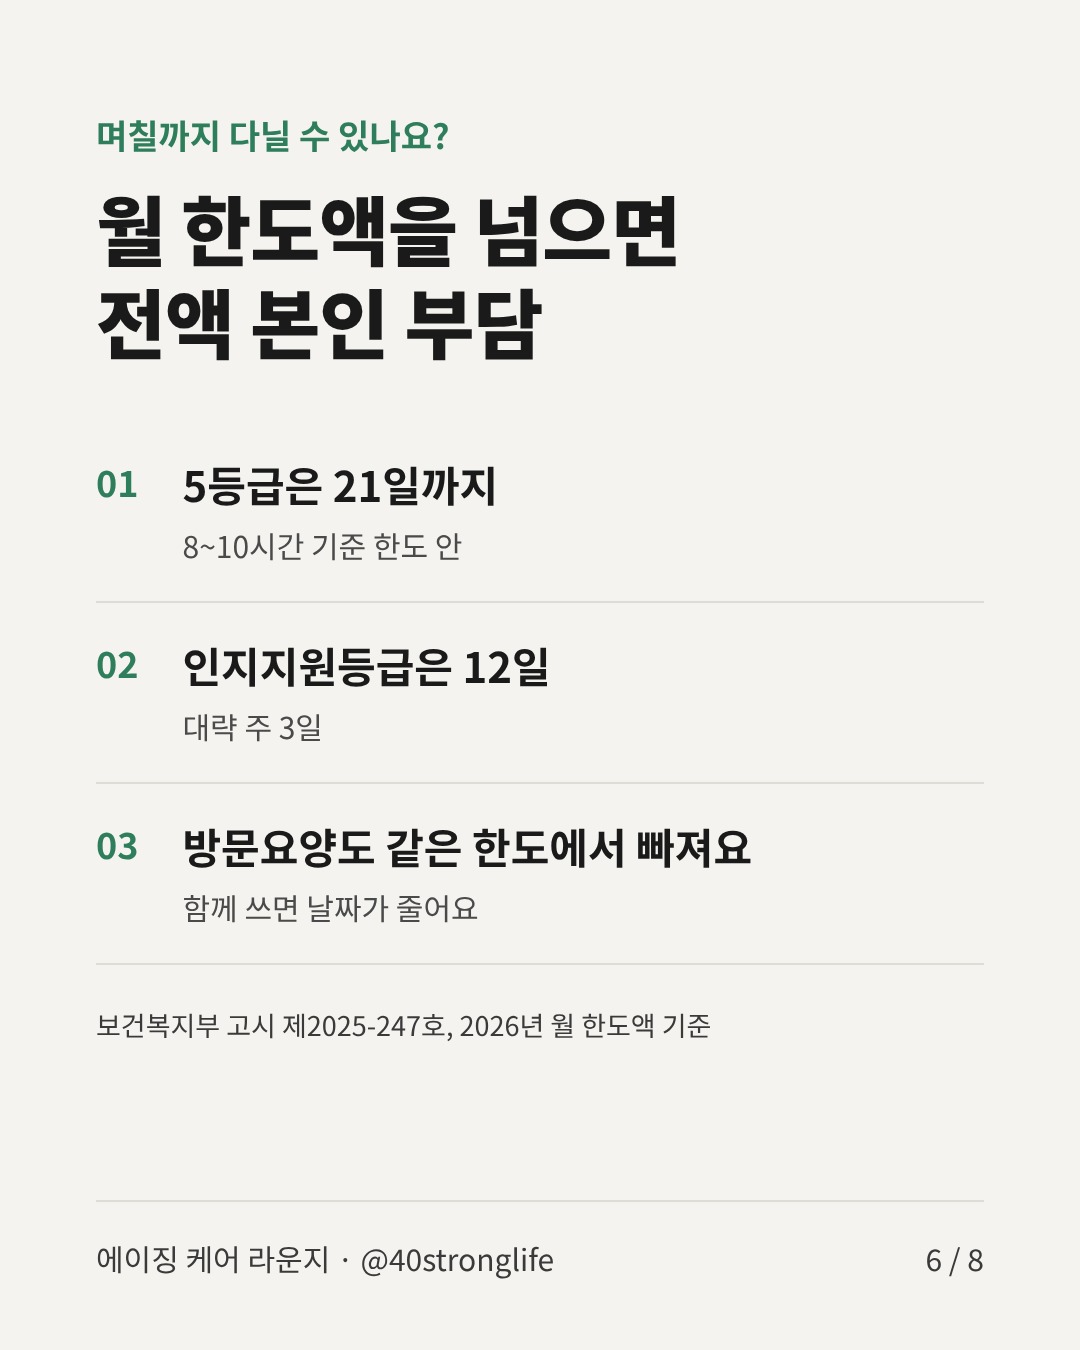 며칠까지 다닐 수 있나요?
월 한도액을 넘으면
전액 본인 부담
01 5등급은 21일까지
8~10시간 기준 한도 안
02 인지지원등급은 12일
대략 주 3일
03 방문요양도 같은 한도에서 빠져요
함께 쓰면 날짜가 줄어요
보건복지부 고시 제2025-247호, 2026년 월 한도액 기준
에이징 케어 라운지 · @40stronglife 6 / 8